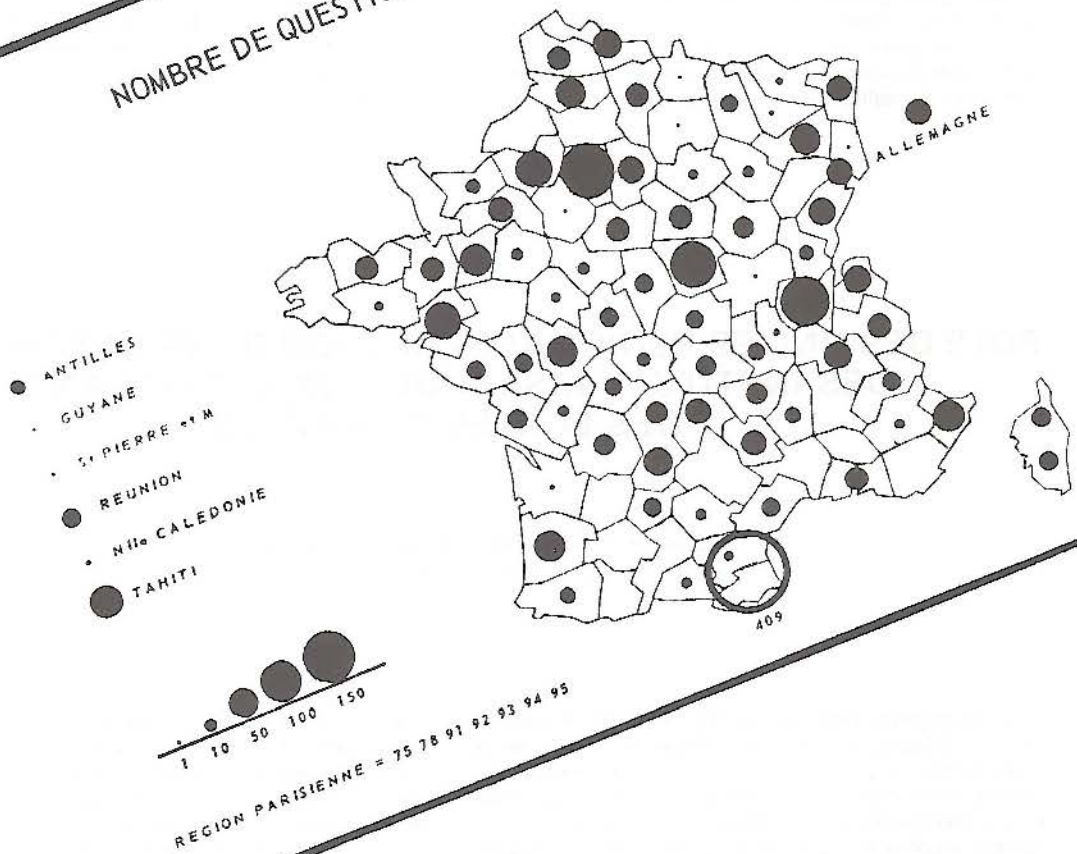 NOMBRE DE
ALLEMAGNE
ANTILLES
GUYANE
St PIERRE et M
REUNION
Nlle CALEDONIE
TAHITI
409
1 10 50 100 150
REGION PARISIENNE = 75 78 91 92 93 94 95